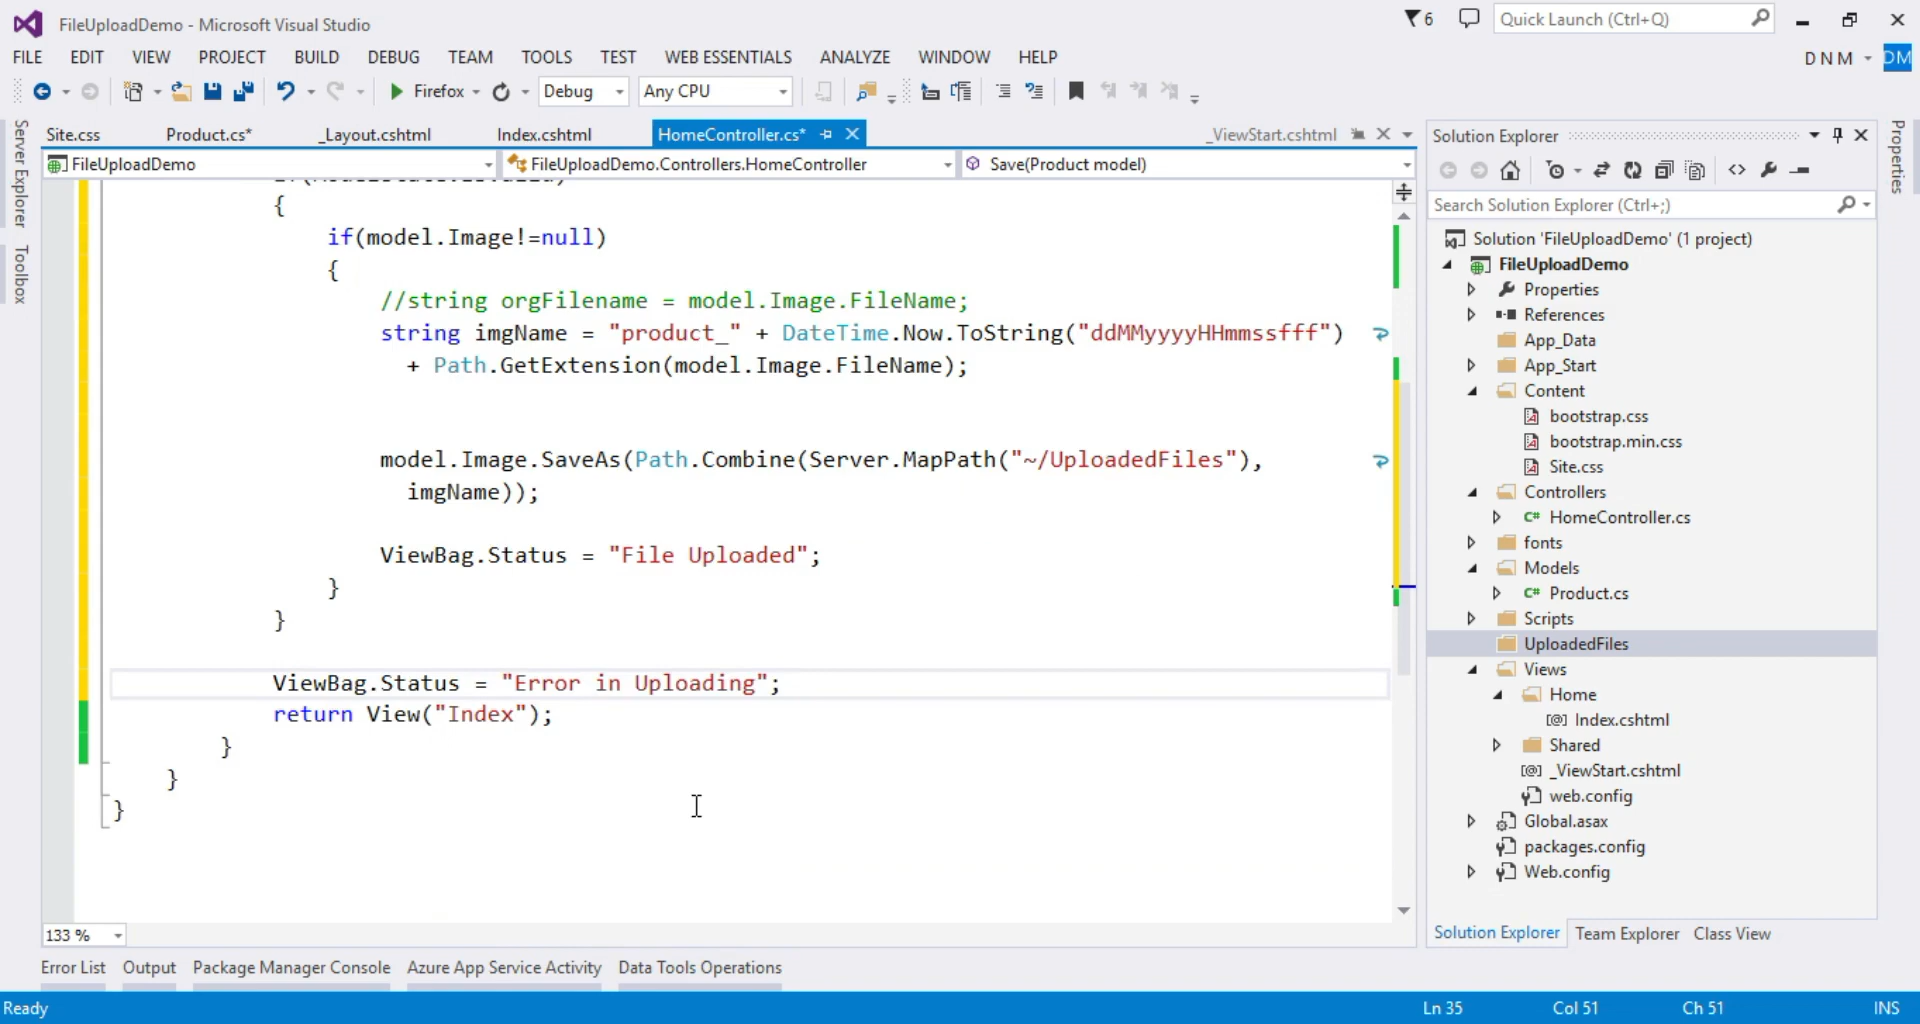 FileUploadDemo - Microsoft Visual Studio
6
Quick Launch (Ctrl+Q)
FILE EDIT VIEW PROJECT BUILD DEBUG TEAM TOOLS TEST WEB ESSENTIALS ANALYZE WINDOW HELP
D N M DM
Firefox Debug Any CPU
Site.css Product.cs* _Layout.cshtml Index.cshtml HomeController.cs* _ViewStart.cshtml
FileUploadDemo FileUploadDemo.Controllers.HomeController Save(Product model)
Server Explorer
Toolbox
{
if(model.Image!=null)
{
//string orgFilename = model.Image.FileName;
string imgName = "product_" + DateTime.Now.ToString("ddMMyyyyHHmmssfff")
+ Path.GetExtension(model.Image.FileName);
model.Image.SaveAs(Path.Combine(Server.MapPath("~/UploadedFiles"),
imgName));
ViewBag.Status = "File Uploaded";
}
}
ViewBag.Status = "Error in Uploading";
return View("Index");
}
}
}
133 %
Solution Explorer
Search Solution Explorer (Ctrl+;)
Solution 'FileUploadDemo' (1 project)
FileUploadDemo
Properties
References
App_Data
App_Start
Content
bootstrap.css
bootstrap.min.css
Site.css
Controllers
C# HomeController.cs
fonts
Models
C# Product.cs
Scripts
UploadedFiles
Views
Home
[@] Index.cshtml
Shared
[@] _ViewStart.cshtml
web.config
Global.asax
packages.config
Web.config
Solution Explorer Team Explorer Class View
Properties
Error List Output Package Manager Console Azure App Service Activity Data Tools Operations
Ready Ln 35 Col 51 Ch 51 INS